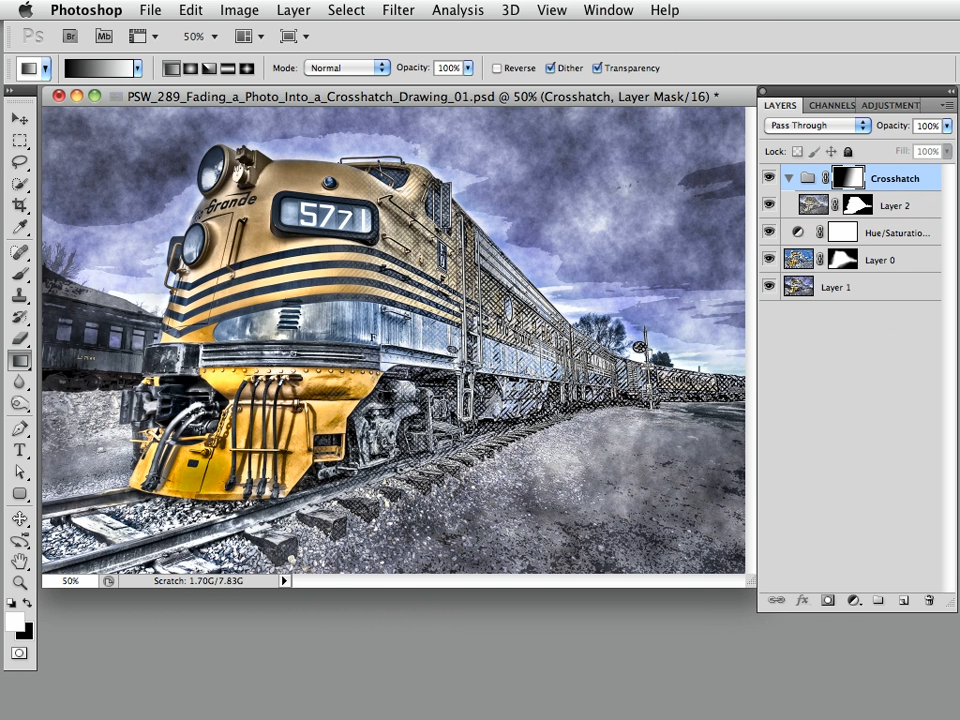 Photoshop File Edit Image Layer Select Filter Analysis 3D View Window Help
Ps Br Mb 50%
Mode: Normal Opacity: 100% Reverse Dither Transparency
PSW_289_Fading_a_Photo_Into_a_Crosshatch_Drawing_01.psd @ 50% (Crosshatch, Layer Mask/16) *
LAYERS CHANNELS ADJUSTMENT
Pass Through Opacity: 100%
Lock: Fill: 100%
Crosshatch
Layer 2
Hue/Saturatio...
Layer 0
Layer 1
Grande
5771
50% Scratch: 1.70G/7.83G
fx
T